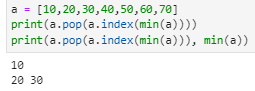 a = [10,20,30,40,50,60,70]
print(a.pop(a.index(min(a))))
print(a.pop(a.index(min(a))), min(a))
10
20 30